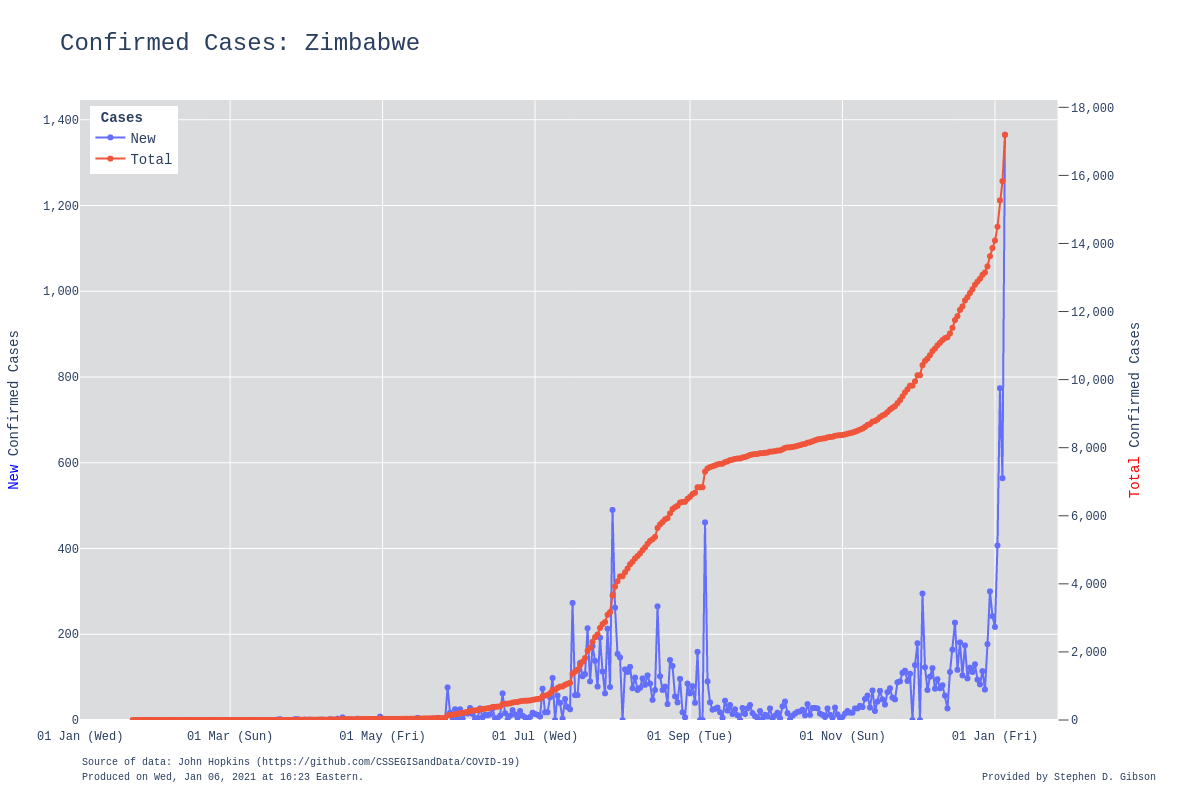 Confirmed Cases: Zimbabwe
Cases
New
Total
1,400
1,200
1,000
800
600
400
200
0
New Confirmed Cases
18,000
16,000
14,000
12,000
10,000
8,000
6,000
4,000
2,000
0
Total Confirmed Cases
01 Jan (Wed)
01 Mar (Sun)
01 May (Fri)
01 Jul (Wed)
01 Sep (Tue)
01 Nov (Sun)
01 Jan (Fri)
Source of data: John Hopkins (https://github.com/CSSEGISandData/COVID-19)
Produced on Wed, Jan 06, 2021 at 16:23 Eastern.
Provided by Stephen D. Gibson